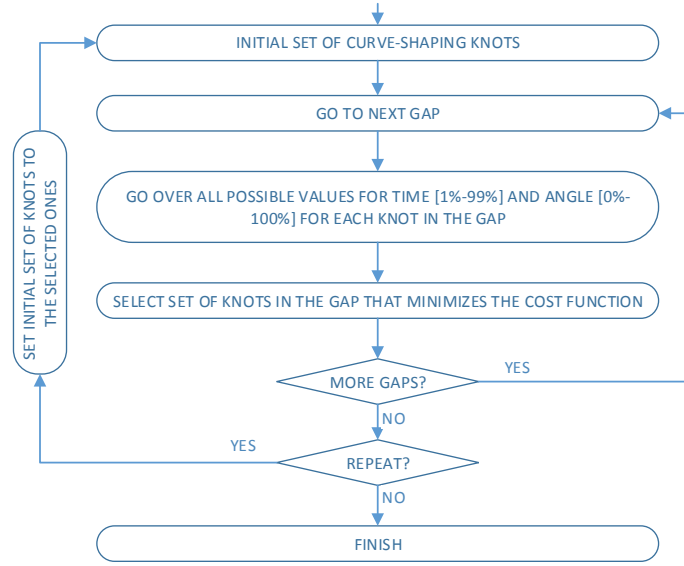 INITIAL SET OF CURVE-SHAPING KNOTS
GO TO NEXT GAP
GO OVER ALL POSSIBLE VALUES FOR TIME [1%-99%] AND ANGLE [0%-
100%] FOR EACH KNOT IN THE GAP
SELECT SET OF KNOTS IN THE GAP THAT MINIMIZES THE COST FUNCTION
MORE GAPS?
YES
NO
REPEAT?
YES
NO
SET INITIAL SET OF KNOTS TO
THE SELECTED ONES
FINISH